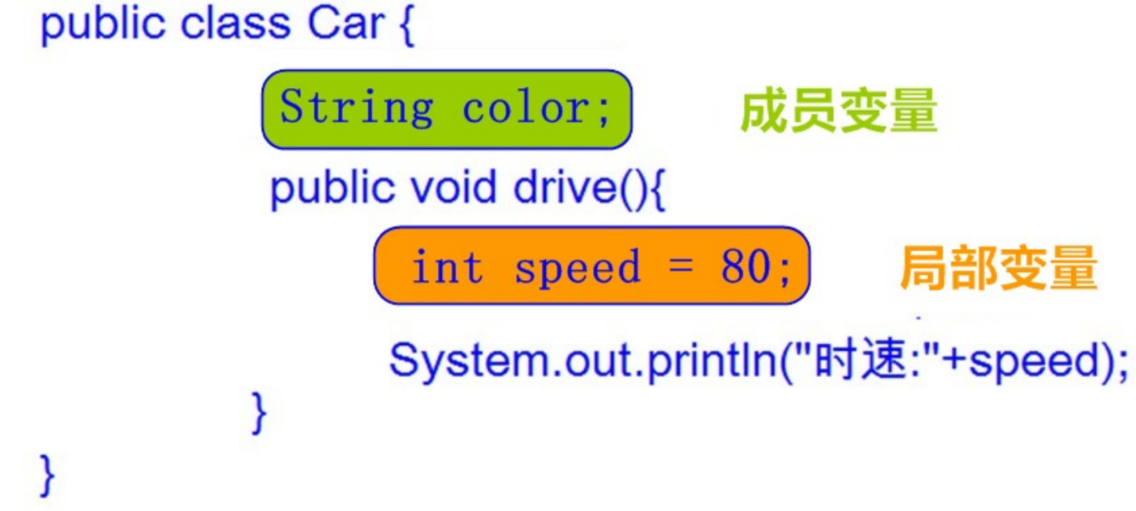 public class Car {
String color; 成员变量
public void drive(){
int speed = 80; 局部变量
System.out.println("时速:"+speed);
}
}